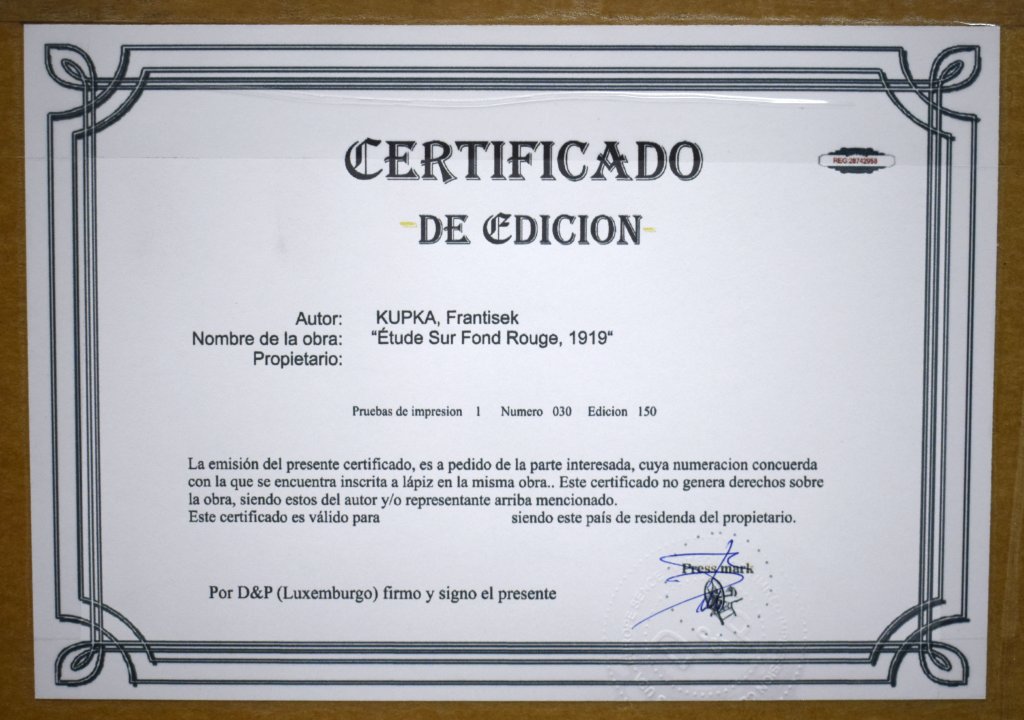 CERTIFICADO
REG:28742958
-DE EDICION-
Autor: KUPKA, Frantisek
Nombre de la obra: "Étude Sur Fond Rouge, 1919"
Propietario:
Pruebas de impresion 1 Numero 030 Edicion 150
La emisión del presente certificado, es a pedido de la parte interesada, cuya numeracion concuerda
con la que se encuentra inscrita a lápiz en la misma obra.. Este certificado no genera derechos sobre
la obra, siendo estos del autor y/o representante arriba mencionado.
Este certificado es válido para siendo este país de residenda del propietario.
Press mark
Por D&P (Luxemburgo) firmo y signo el presente